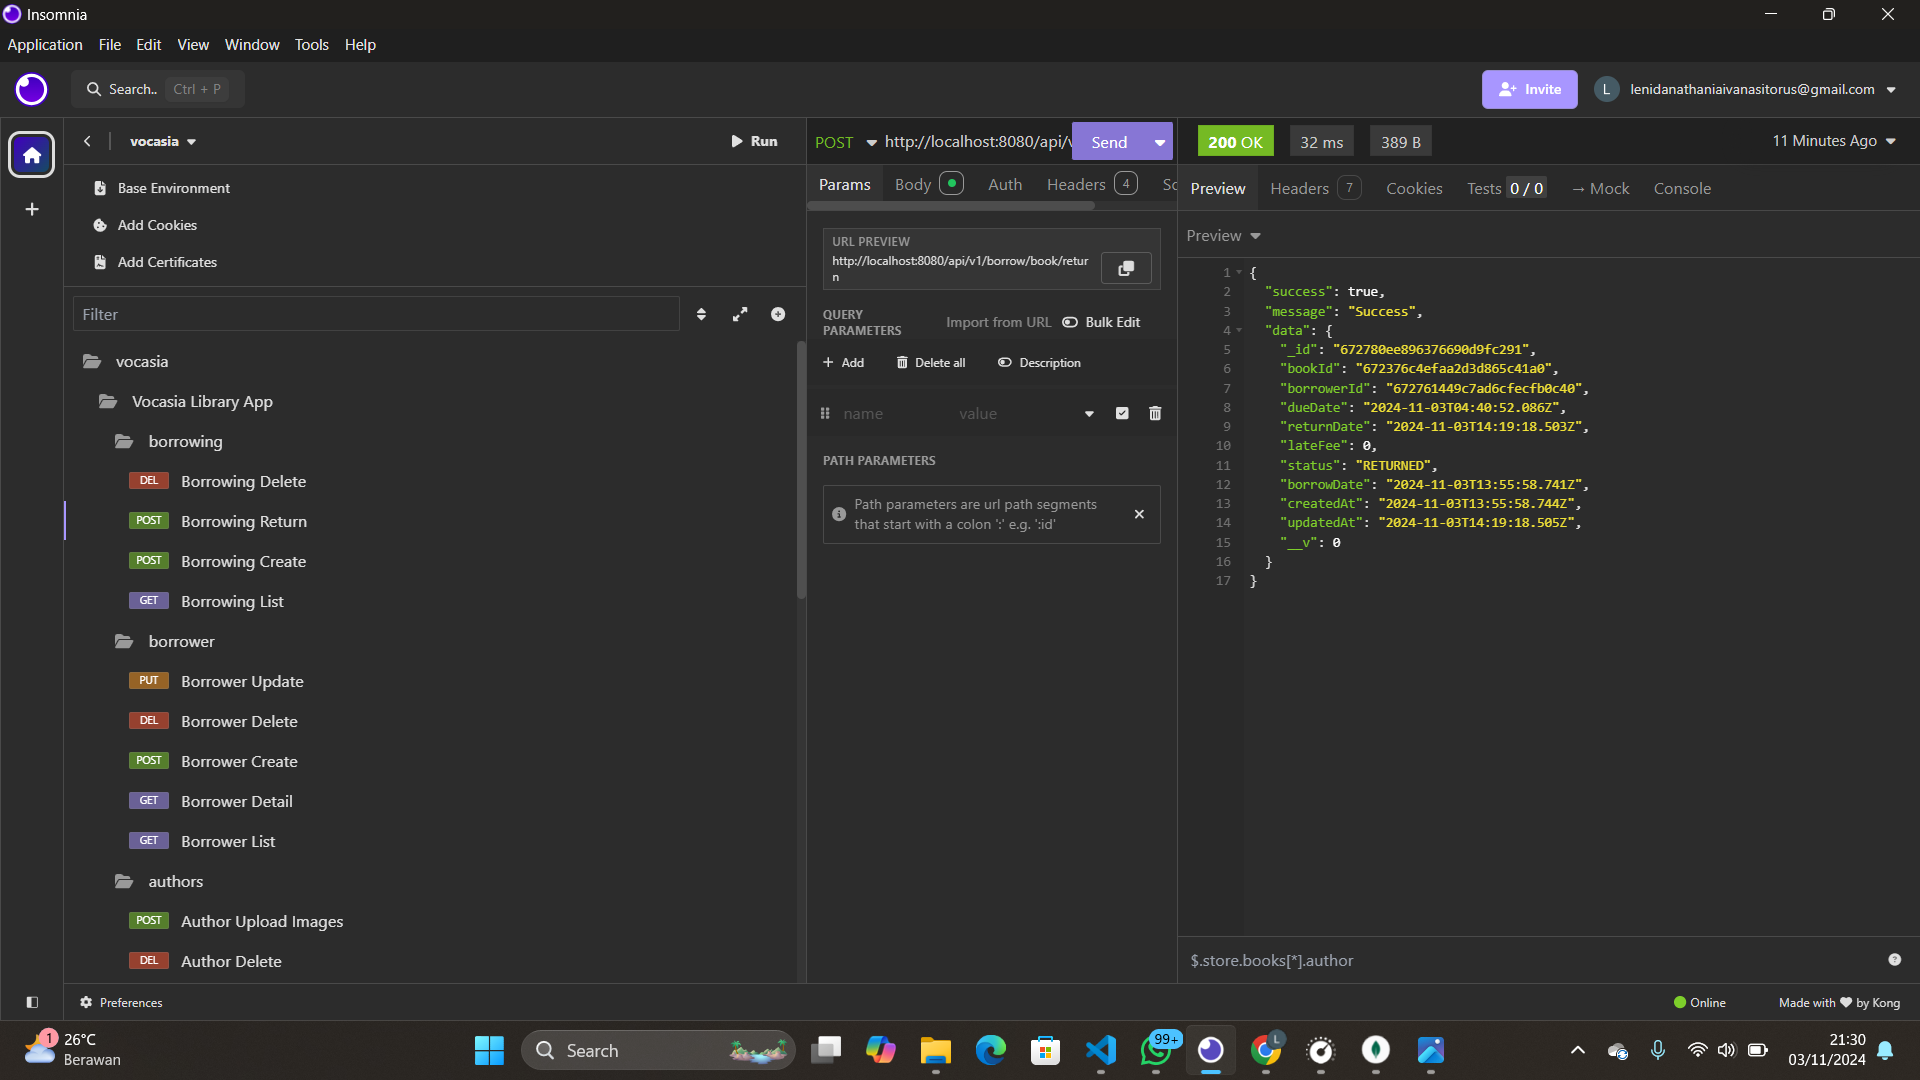 Insomnia
Application File Edit View Window Tools Help
Search.. Ctrl + P
Invite
L lenidanathaniaivanasitorus@gmail.com
vocasia
Run
Base Environment
Add Cookies
Add Certificates
Filter
vocasia
Vocasia Library App
borrowing
DEL Borrowing Delete
POST Borrowing Return
POST Borrowing Create
GET Borrowing List
borrower
PUT Borrower Update
DEL Borrower Delete
POST Borrower Create
GET Borrower Detail
GET Borrower List
authors
POST Author Upload Images
DEL Author Delete
Preferences
POST http://localhost:8080/api/v Send
Params Body Auth Headers 4 Sc
URL PREVIEW
http://localhost:8080/api/v1/borrow/book/retur
n
QUERY
PARAMETERS
Import from URL Bulk Edit
+ Add Delete all Description
name value
PATH PARAMETERS
Path parameters are url path segments
that start with a colon ':' e.g. ':id'
200 OK 32 ms 389 B 11 Minutes Ago
Preview Headers 7 Cookies Tests 0 / 0 → Mock Console
Preview
1 {
2 "success": true,
3 "message": "Success",
4 "data": {
5 "_id": "672780ee896376690d9fc291",
6 "bookId": "672376c4efaa2d3d865c41a0",
7 "borrowerId": "672761449c7ad6cfecfb0c40",
8 "dueDate": "2024-11-03T04:40:52.086Z",
9 "returnDate": "2024-11-03T14:19:18.503Z",
10 "lateFee": 0,
11 "status": "RETURNED",
12 "borrowDate": "2024-11-03T13:55:58.741Z",
13 "createdAt": "2024-11-03T13:55:58.744Z",
14 "updatedAt": "2024-11-03T14:19:18.505Z",
15 "__v": 0
16 }
17 }
$.store.books[*].author
Online
Made with ❤ by Kong
1
26°C
Berawan
Search
99+
L
21:30
03/11/2024